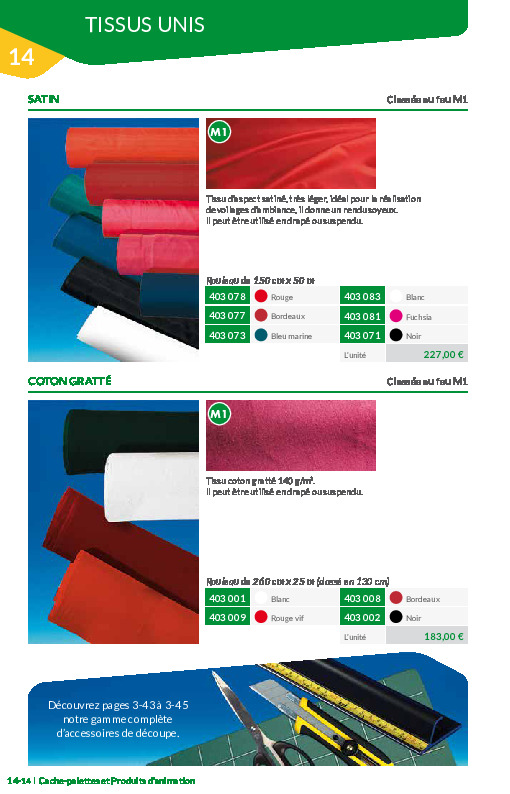 TISSUS UNIS
14
SATIN
Classés au feu M1
M1
Tissu d'aspect satiné, très léger, idéal pour la réalisation
de voilages d'ambiance, il donne un rendu soyeux.
Il peut être utilisé en drapé ou suspendu.
Rouleau de 150 cm x 50 m
403 078 Rouge 403 083 Blanc
403 077 Bordeaux 403 081 Fuchsia
403 073 Bleu marine 403 071 Noir
L'unité 227,00 €
COTON GRATTÉ
Classés au feu M1
M1
Tissu coton gratté 140 g/m².
Il peut être utilisé en drapé ou suspendu.
Rouleau de 260 cm x 25 m (dossé en 130 cm)
403 001 Blanc 403 008 Bordeaux
403 009 Rouge vif 403 002 Noir
L'unité 183,00 €
Découvrez pages 3-43 à 3-45
notre gamme complète
d'accessoires de découpe.
14-14 I Cache-palettes et Produits d'animation